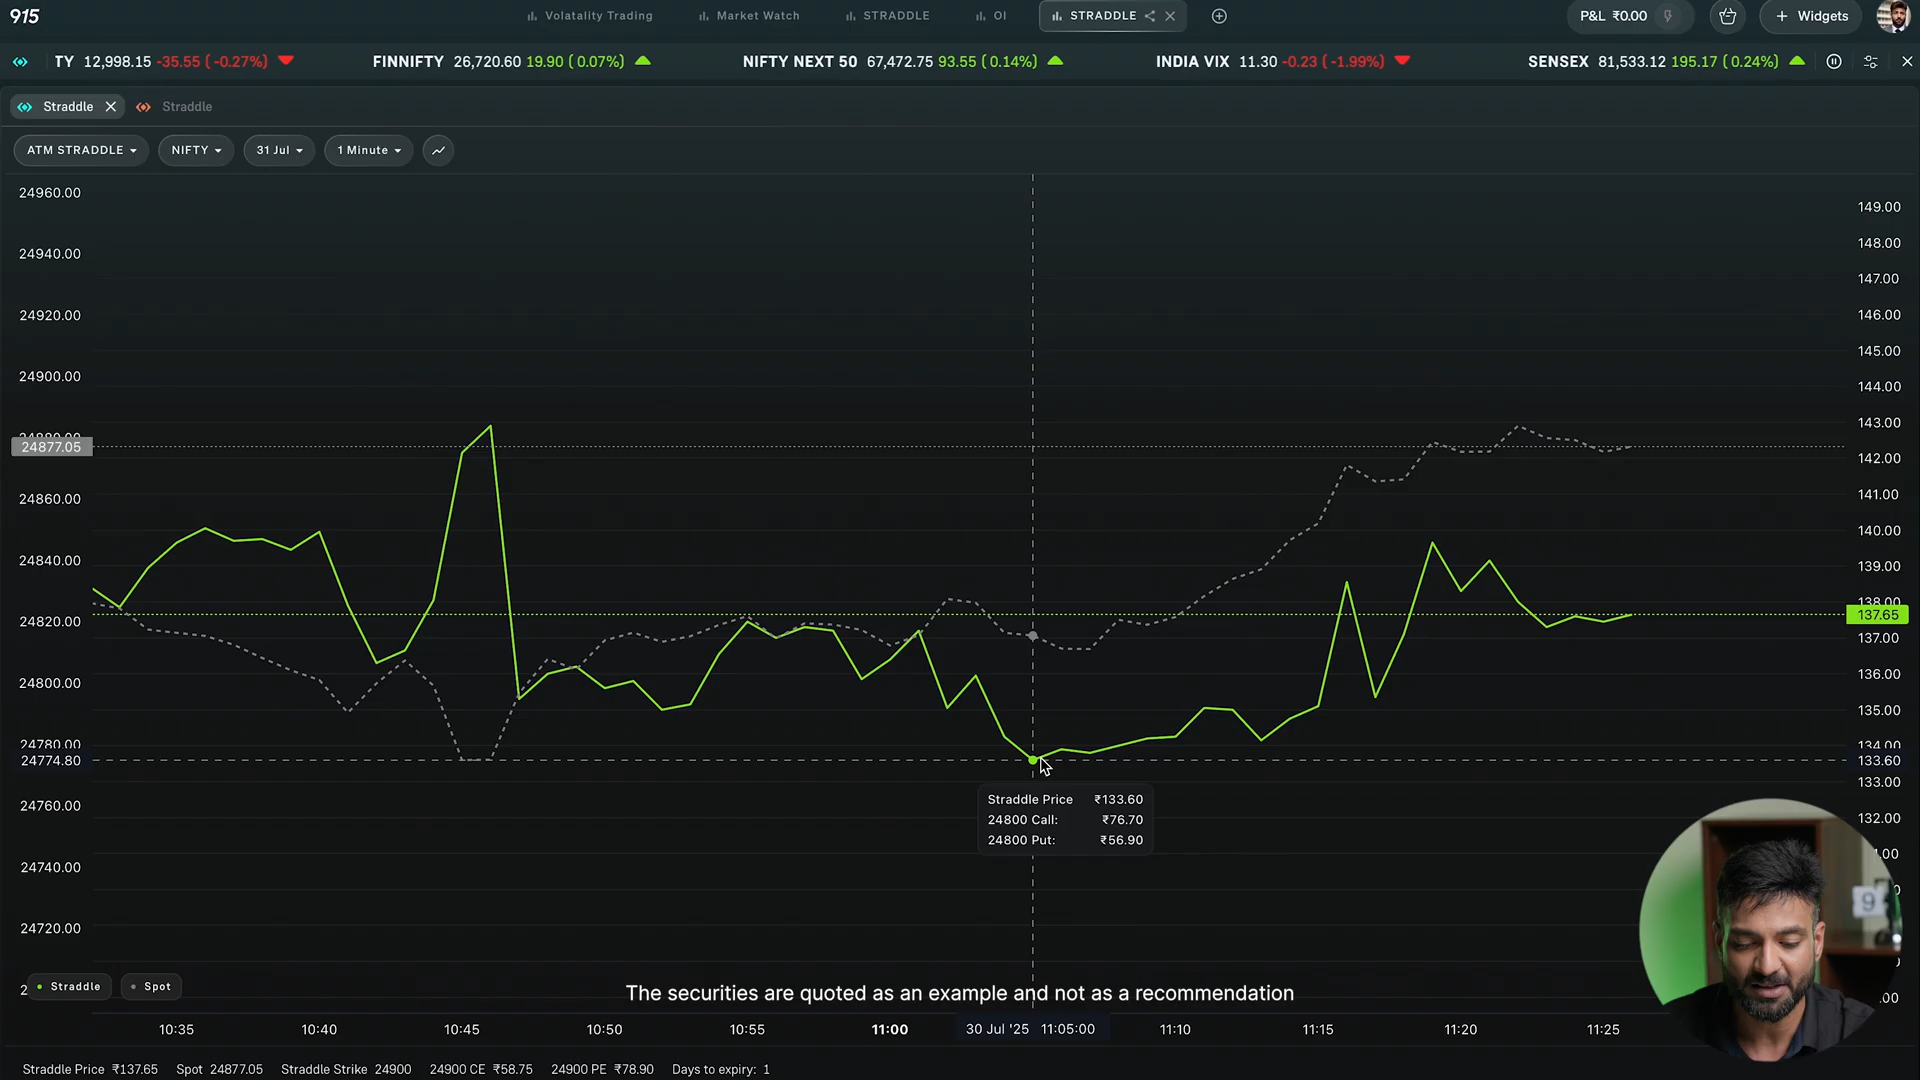 915
Volatality Trading
Market Watch
STRADDLE
OI
STRADDLE
P&L ₹0.00
+ Widgets
TY 12,998.15 -35.55 ( -0.27%)
FINNIFTY 26,720.60 19.90 ( 0.07%)
NIFTY NEXT 50 67,472.75 93.55 ( 0.14%)
INDIA VIX 11.30 -0.23 ( -1.99%)
SENSEX 81,533.12 195.17 ( 0.24%)
Straddle
Straddle
ATM STRADDLE
NIFTY
31 Jul
1 Minute
24960.00
24940.00
24920.00
24900.00
24880.00
24877.05
24860.00
24840.00
24820.00
24800.00
24780.00
24774.80
24760.00
24740.00
24720.00
149.00
148.00
147.00
146.00
145.00
144.00
143.00
142.00
141.00
140.00
139.00
138.00
137.65
137.00
136.00
135.00
134.00
133.60
133.00
132.00
Straddle Price ₹133.60
24800 Call: ₹76.70
24800 Put: ₹56.90
9
Straddle
Spot
The securities are quoted as an example and not as a recommendation
10:35
10:40
10:45
10:50
10:55
11:00
30 Jul '25 11:05:00
11:10
11:15
11:20
11:25
Straddle Price ₹137.65
Spot 24877.05
Straddle Strike 24900
24900 CE ₹58.75
24900 PE ₹78.90
Days to expiry: 1